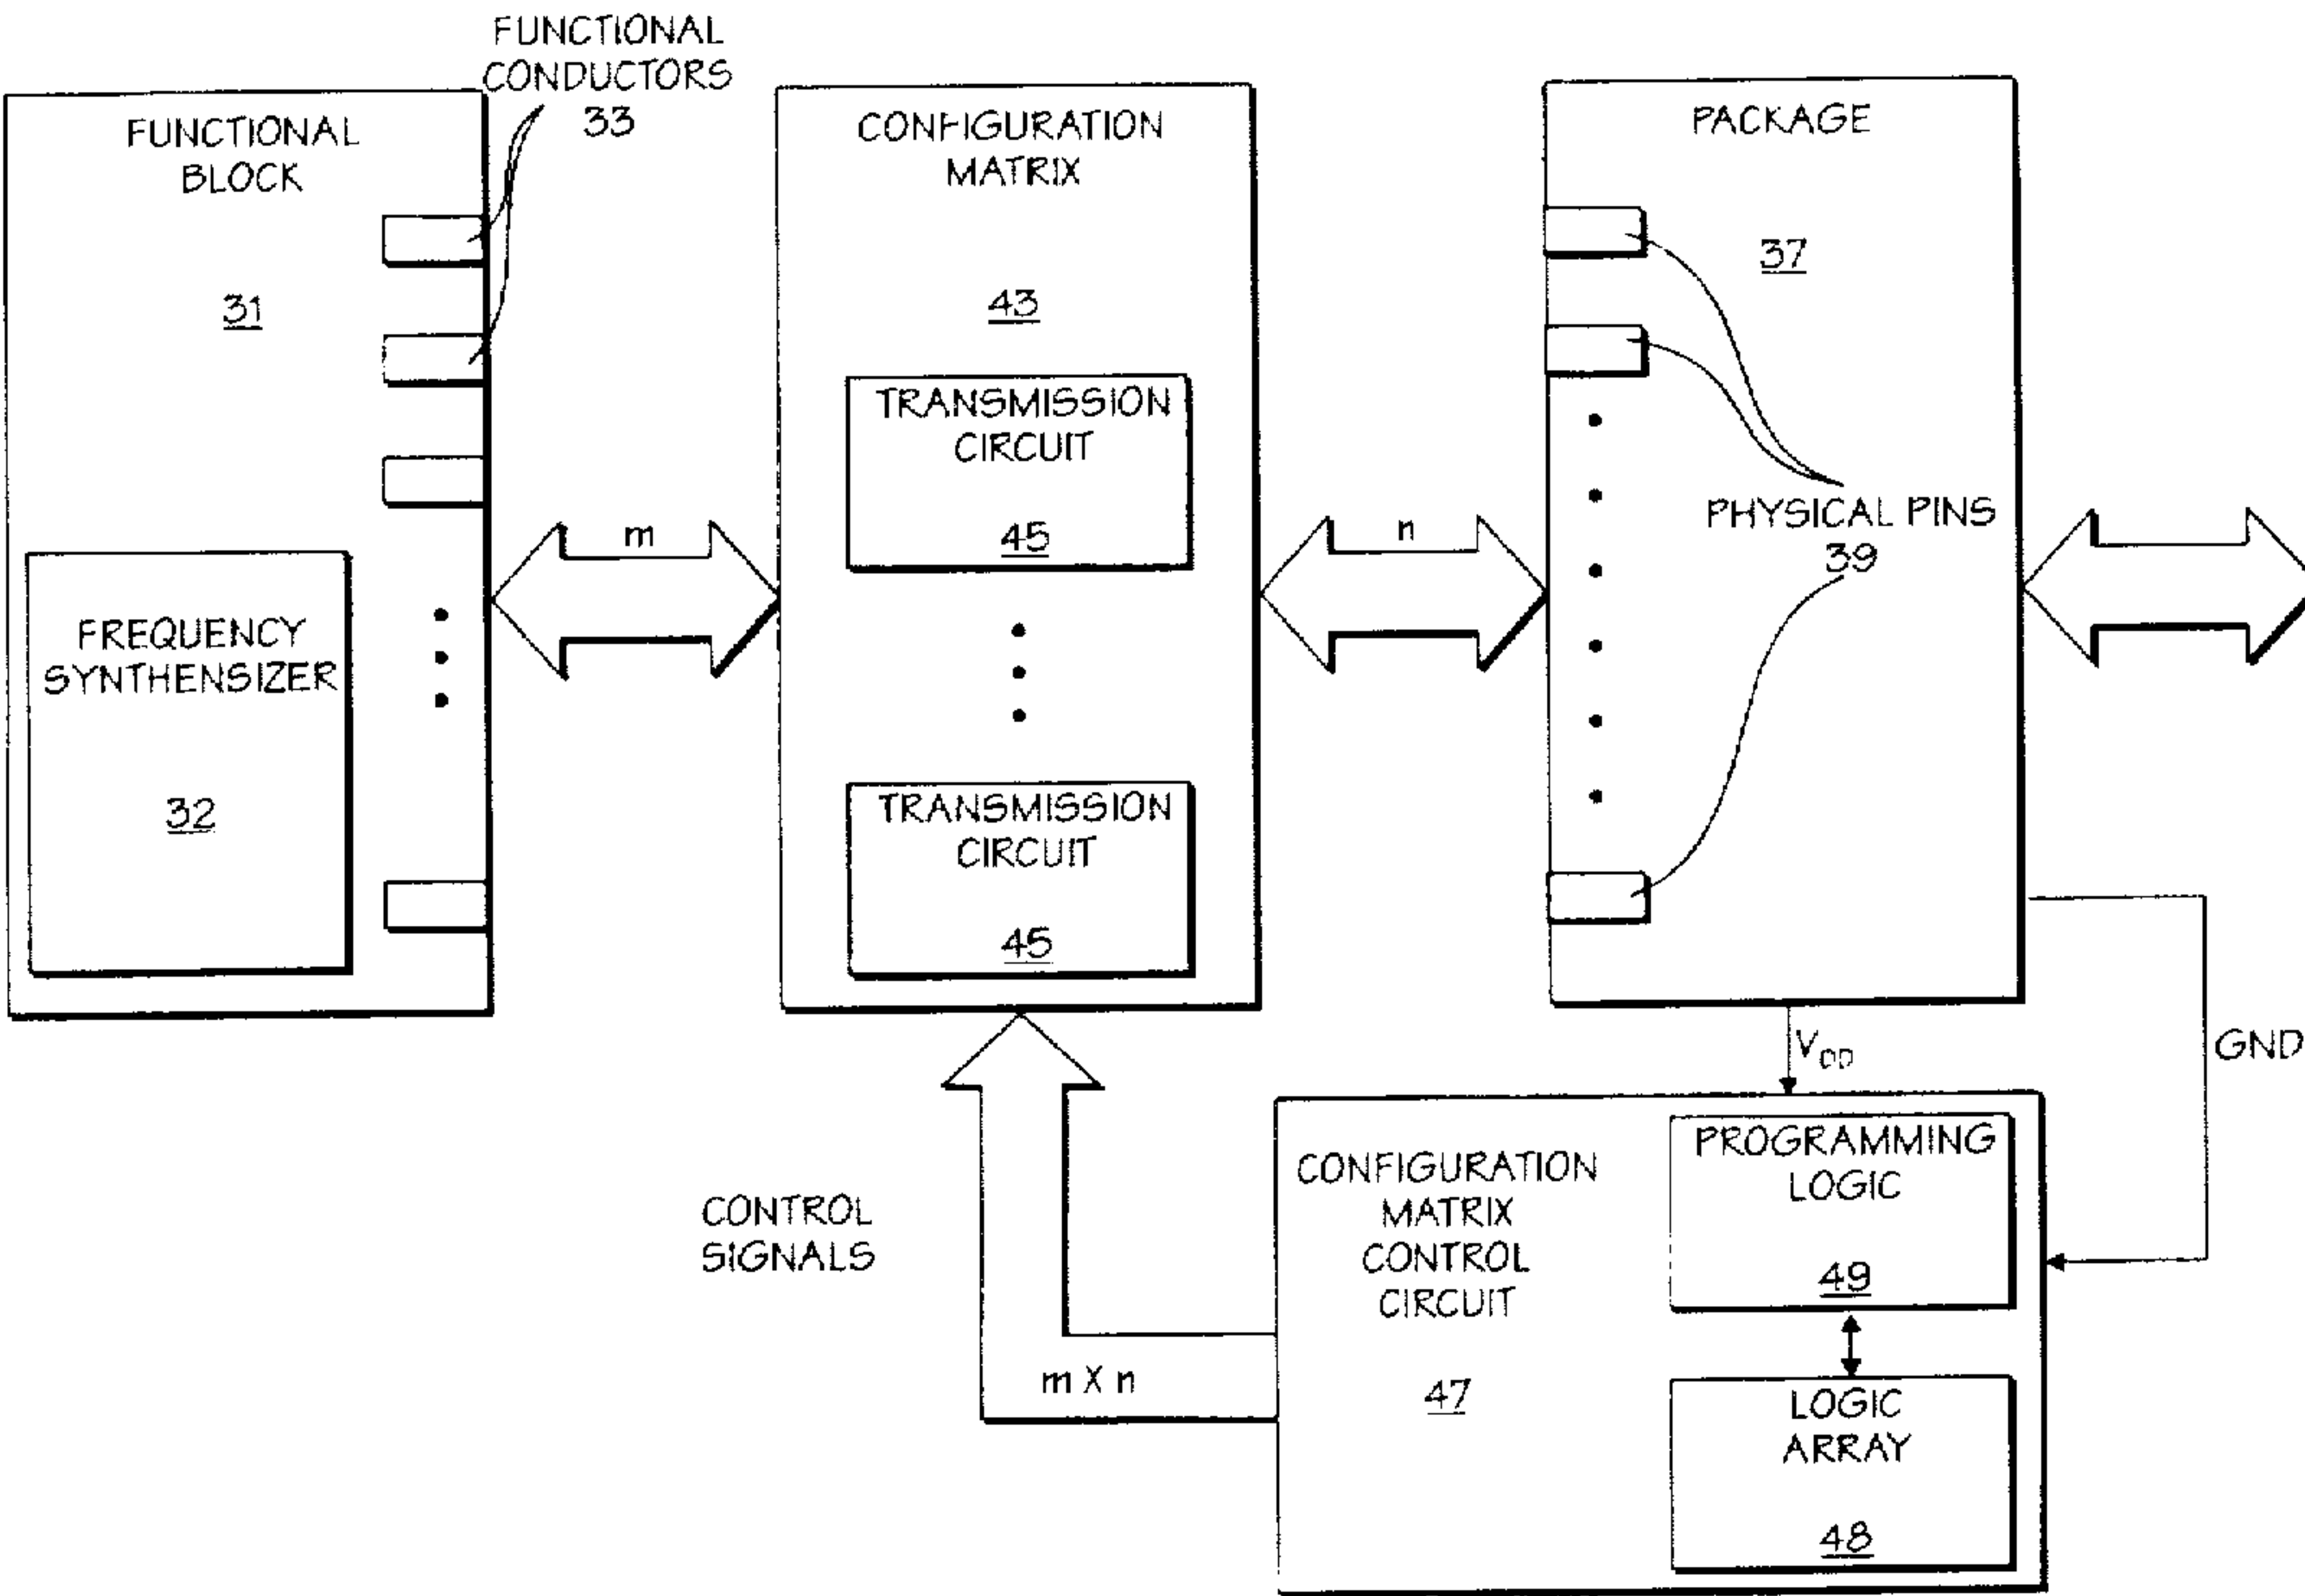 FUNCTIONAL
CONDUCTORS
33
FUNCTIONAL
BLOCK
31
FREQUENCY
SYNTHENSIZER
32
m
CONFIGURATION
MATRIX
43
TRANSMISSION
CIRCUIT
45
TRANSMISSION
CIRCUIT
45
n
PACKAGE
37
PHYSICAL PINS
39
V_DD
GND
CONTROL
SIGNALS
m X n
CONFIGURATION
MATRIX
CONTROL
CIRCUIT
47
PROGRAMMING
LOGIC
49
LOGIC
ARRAY
48